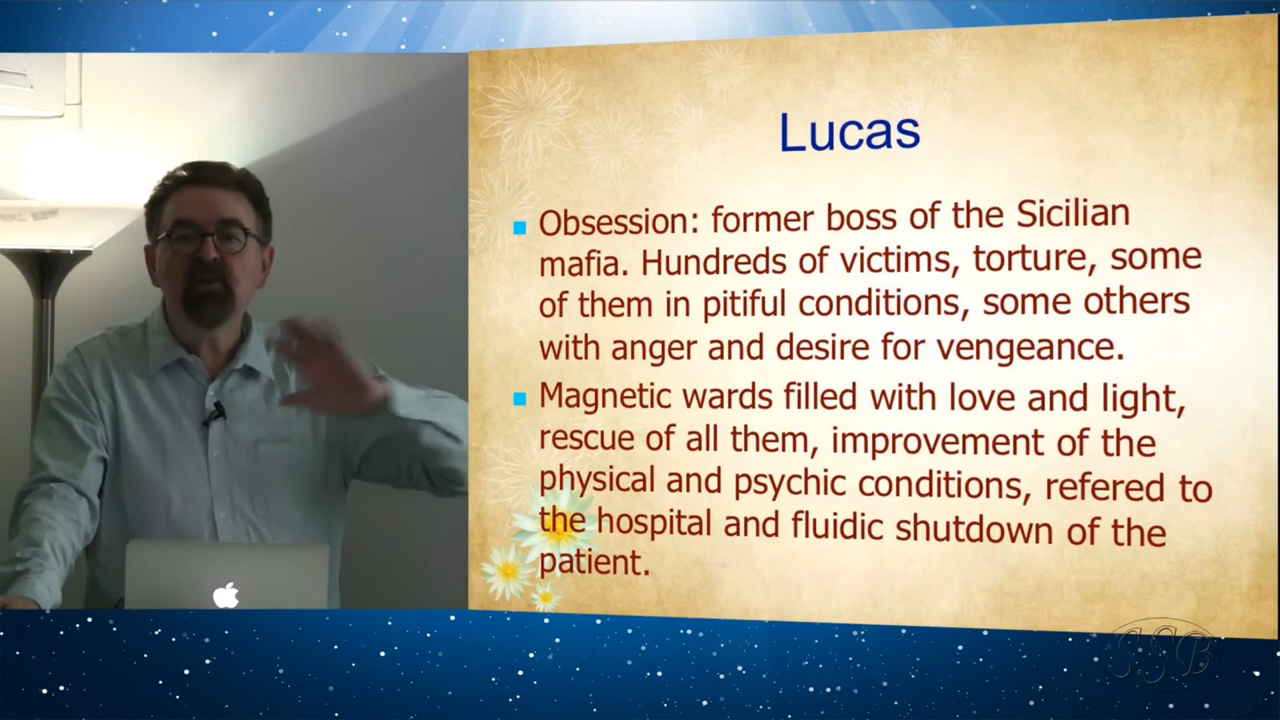 Lucas
Obsession: former boss of the Sicilian
mafia. Hundreds of victims, torture, some
of them in pitiful conditions, some others
with anger and desire for vengeance.
Magnetic wards filled with love and light,
rescue of all them, improvement of the
physical and psychic conditions, refered to
the hospital and fluidic shutdown of the
patient.
SSB